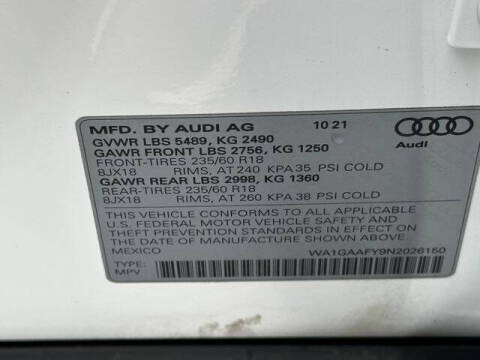 MFD. BY AUDI AG 10 21
GVWR LBS 5489, KG 2490
GAWR FRONT LBS 2756, KG 1250
FRONT-TIRES 235/60 R18
8JX18 RIMS, AT 240 KPA 35 PSI COLD
GAWR REAR LBS 2998, KG 1360
REAR-TIRES 235/60 R18
8JX18 RIMS, AT 260 KPA 38 PSI COLD
Audi
THIS VEHICLE CONFORMS TO ALL APPLICABLE
U.S. FEDERAL MOTOR VEHICLE SAFETY AND
THEFT PREVENTION STANDARDS IN EFFECT ON
THE DATE OF MANUFACTURE SHOWN ABOVE.
MEXICO
TYPE:
MPV
WA1GAAFY9N2026150